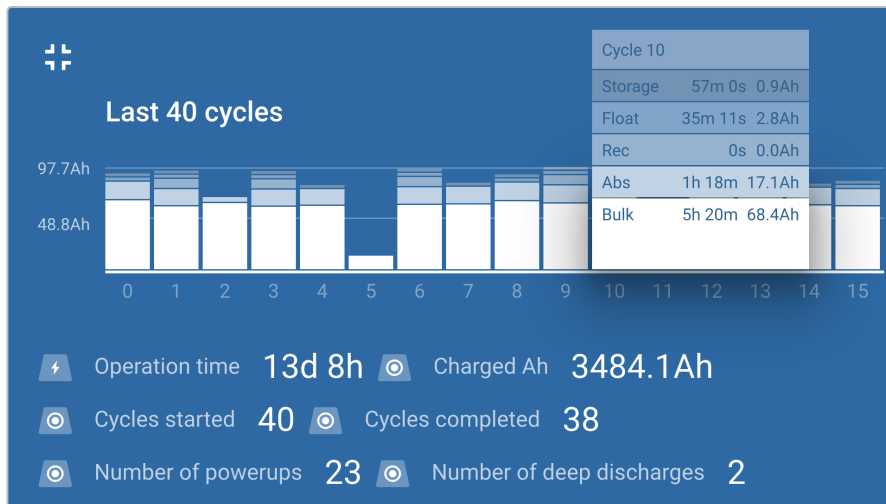 Cycle 10
Storage 57m 0s 0.9Ah
Float 35m 11s 2.8Ah
Rec 0s 0.0Ah
Abs 1h 18m 17.1Ah
Bulk 5h 20m 68.4Ah
Last 40 cycles
97.7Ah
48.8Ah
0 1 2 3 4 5 6 7 8 9 10 11 12 13 14 15
Operation time 13d 8h Charged Ah 3484.1Ah
Cycles started 40 Cycles completed 38
Number of powerups 23 Number of deep discharges 2